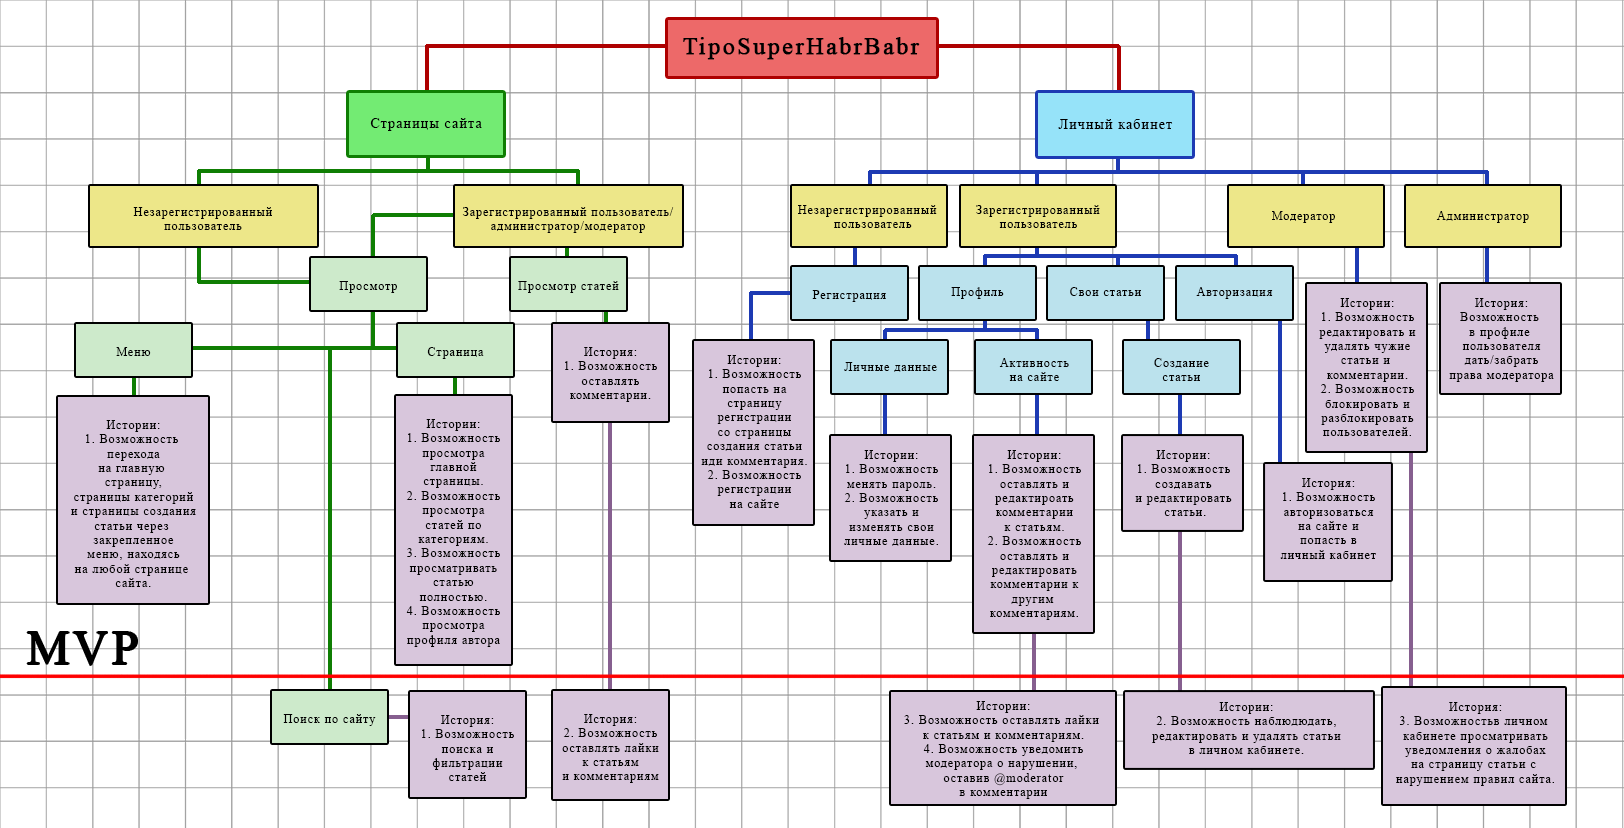 TipoSuperHabrBabr
Страницы сайта
Личный кабинет
Незарегистрированный
пользователь
Зарегистрированный пользователь/
администратор/модератор
Незарегистрированный
пользователь
Зарегистрированный
пользователь
Модератор
Администратор
Просмотр
Просмотр статей
Регистрация
Профиль
Свои статьи
Авторизация
Меню
Страница
Личные данные
Активность
на сайте
Создание
статьи
Истории:
1. Возможность
перехода
на главную
страницу,
страницы категорий
и страницы создания
статьи через
закрепленное
меню, находясь
на любой странице
сайта.
Истории:
1. Возможность
просмотра
главной
страницы.
2. Возможность
просмотра
статей по
категориям.
3. Возможность
просматривать
статью
полностью.
4. Возможность
просмотра
профиля автора
История:
1. Возможность
оставлять
комментарии.
Истории:
1. Возможность
попасть на
страницу
регистрации
со страницы
создания статьи
иди комментария.
2. Возможность
регистрации
на сайте
Истории:
1. Возможность
менять пароль.
2. Возможность
указать и
изменять свои
личные данные.
Истории:
1. Возможность
оставлять и
редактироать
комментарии
к статьям.
2. Возможность
оставлять и
редактировать
комментарии к
другим
комментариям.
Истории:
1. Возможность
создавать
и редактировать
статьи.
История:
1. Возможность
авторизоваться
на сайте и
попасть в
личный кабинет
Истории:
1. Возможность
редактировать и
удалять чужие
статьи и
комментарии.
2. Возможность
блокировать и
разблокировать
пользователей.
История:
Возможность
в профиле
пользователя
дать/забрать
права модератора
MVP
Поиск по сайту
История:
1. Возможность
поиска и
фильтрации
статей
История:
2. Возможность
оставлять лайки
к статьям
и комментариям
Истории:
3. Возможность оставлять лайки
к статьям и комментариям.
4. Возможность уведомить
модератора о нарушении,
оставив @moderator
в комментарии
Истории:
2. Возможность наблюдюдать,
редактировать и удалять статьи
в личном кабинете.
История:
3. Возможностьв личном
кабинете просматривать
уведомления о жалобах
на страницу статьи с
нарушением правил сайта.